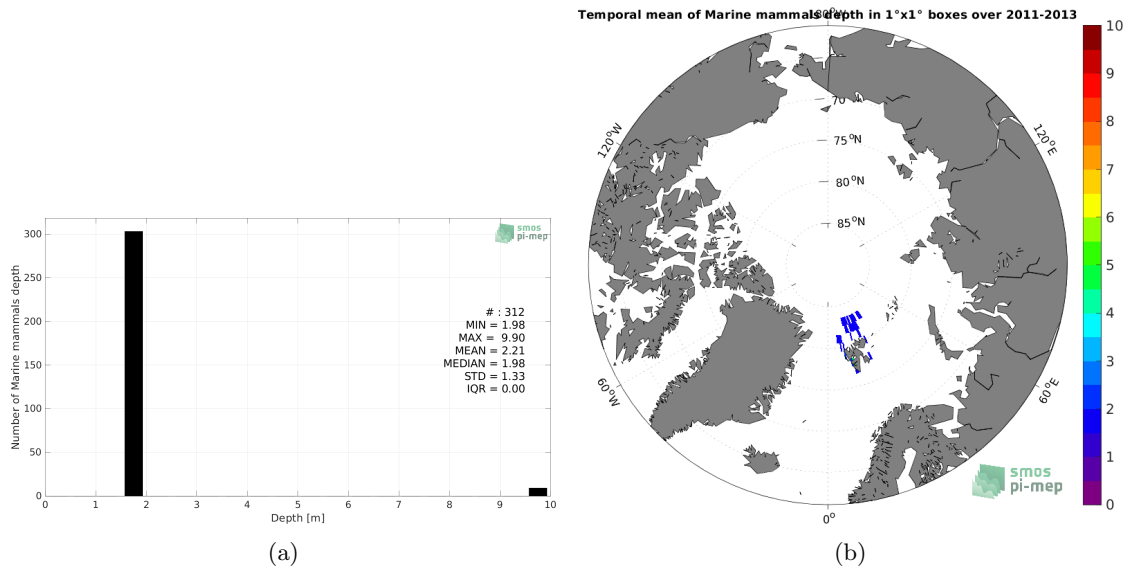 300
250
200
150
100
50
0
Number of Marine mammals depth
smos
pi-mep
# : 312
MIN = 1.98
MAX = 9.90
MEAN = 2.21
MEDIAN = 1.98
STD = 1.33
IQR = 0.00
0 1 2 3 4 5 6 7 8 9 10
Depth [m]
(a)
Temporal mean of Marine mammals depth in 1°x1° boxes over 2011-2013
180°W
120°W
120°E
60°W
60°E
0°
70°N
75°N
80°N
85°N
smos
pi-mep
10
9
8
7
6
5
4
3
2
1
0
(b)